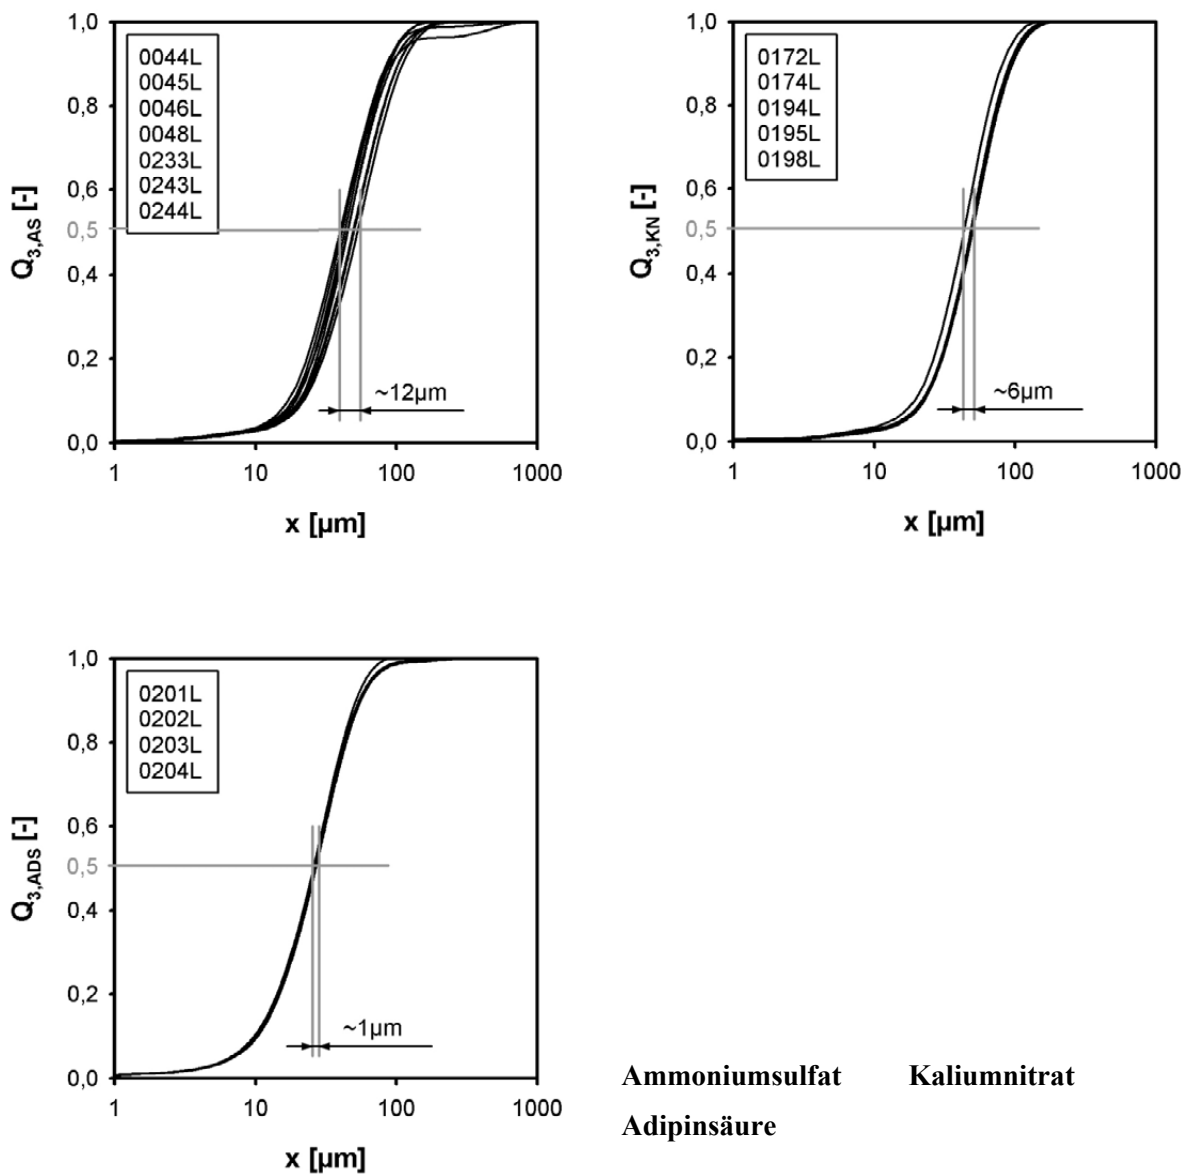 1,0
0,8
0,6
0,5
0,4
0,2
0,0
Q3,AS [-]
0044L
0045L
0046L
0048L
0233L
0243L
0244L
~12µm
1 10 100 1000
x [µm]
1,0
0,8
0,6
0,5
0,4
0,2
0,0
Q3,KN [-]
0172L
0174L
0194L
0195L
0198L
~6µm
1 10 100 1000
x [µm]
1,0
0,8
0,6
0,5
0,4
0,2
0,0
Q3,ADS [-]
0201L
0202L
0203L
0204L
~1µm
1 10 100 1000
x [µm]
Ammoniumsulfat Kaliumnitrat
Adipinsäure